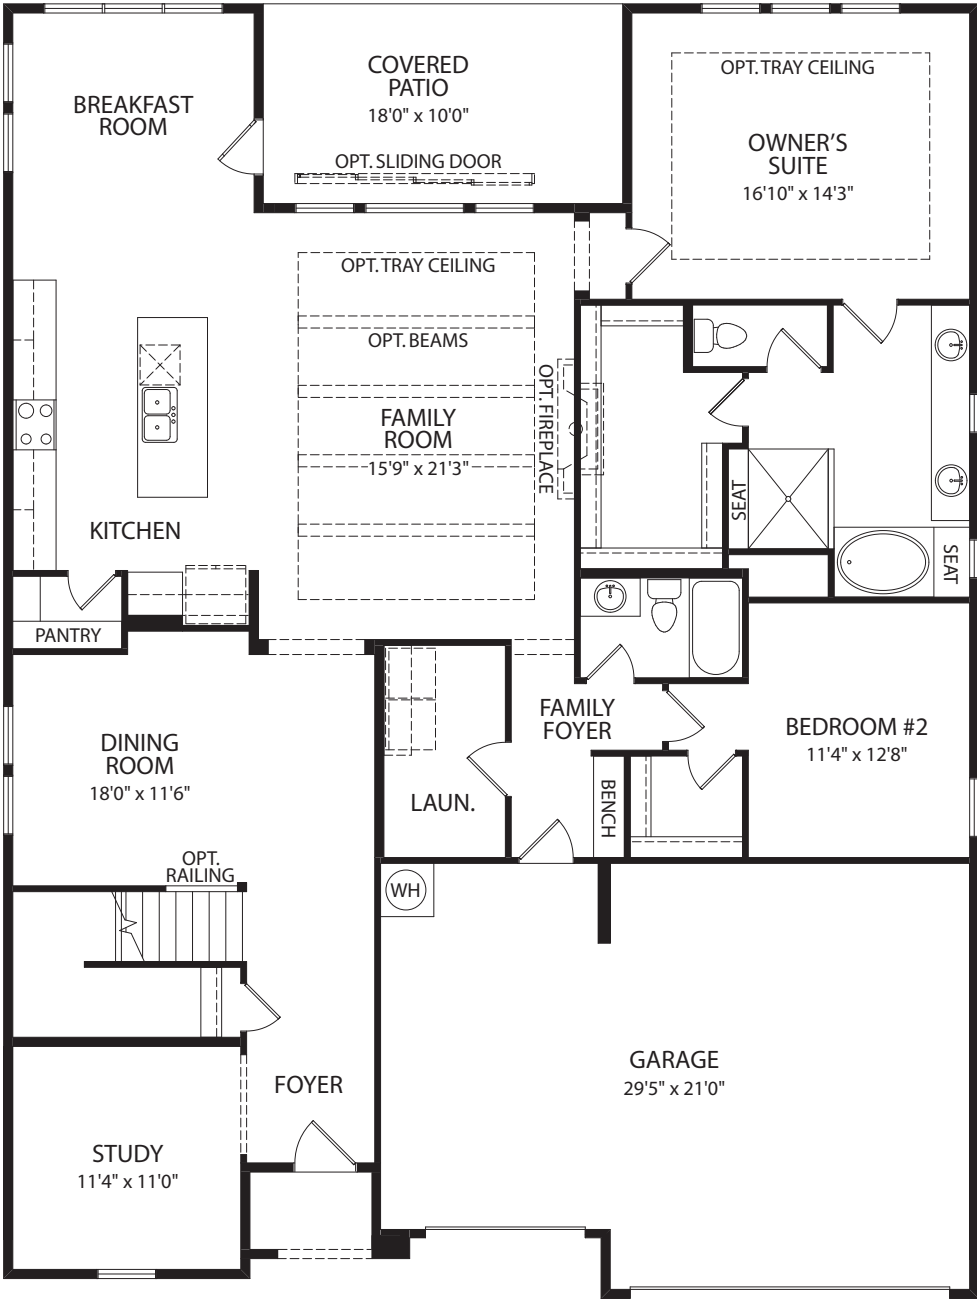 COVERED
PATIO
18'0" x 10'0"
OPT. SLIDING DOOR
BREAKFAST
ROOM
OPT. TRAY CEILING
OWNER'S
SUITE
16'10" x 14'3"
OPT. TRAY CEILING
OPT. BEAMS
FAMILY
ROOM
15'9" x 21'3"
OPT. FIREPLACE
KITCHEN
SEAT
SEAT
PANTRY
FAMILY
FOYER
BEDROOM #2
11'4" x 12'8"
DINING
ROOM
18'0" x 11'6"
LAUN.
BENCH
OPT.
RAILING
WH
GARAGE
29'5" x 21'0"
FOYER
STUDY
11'4" x 11'0"